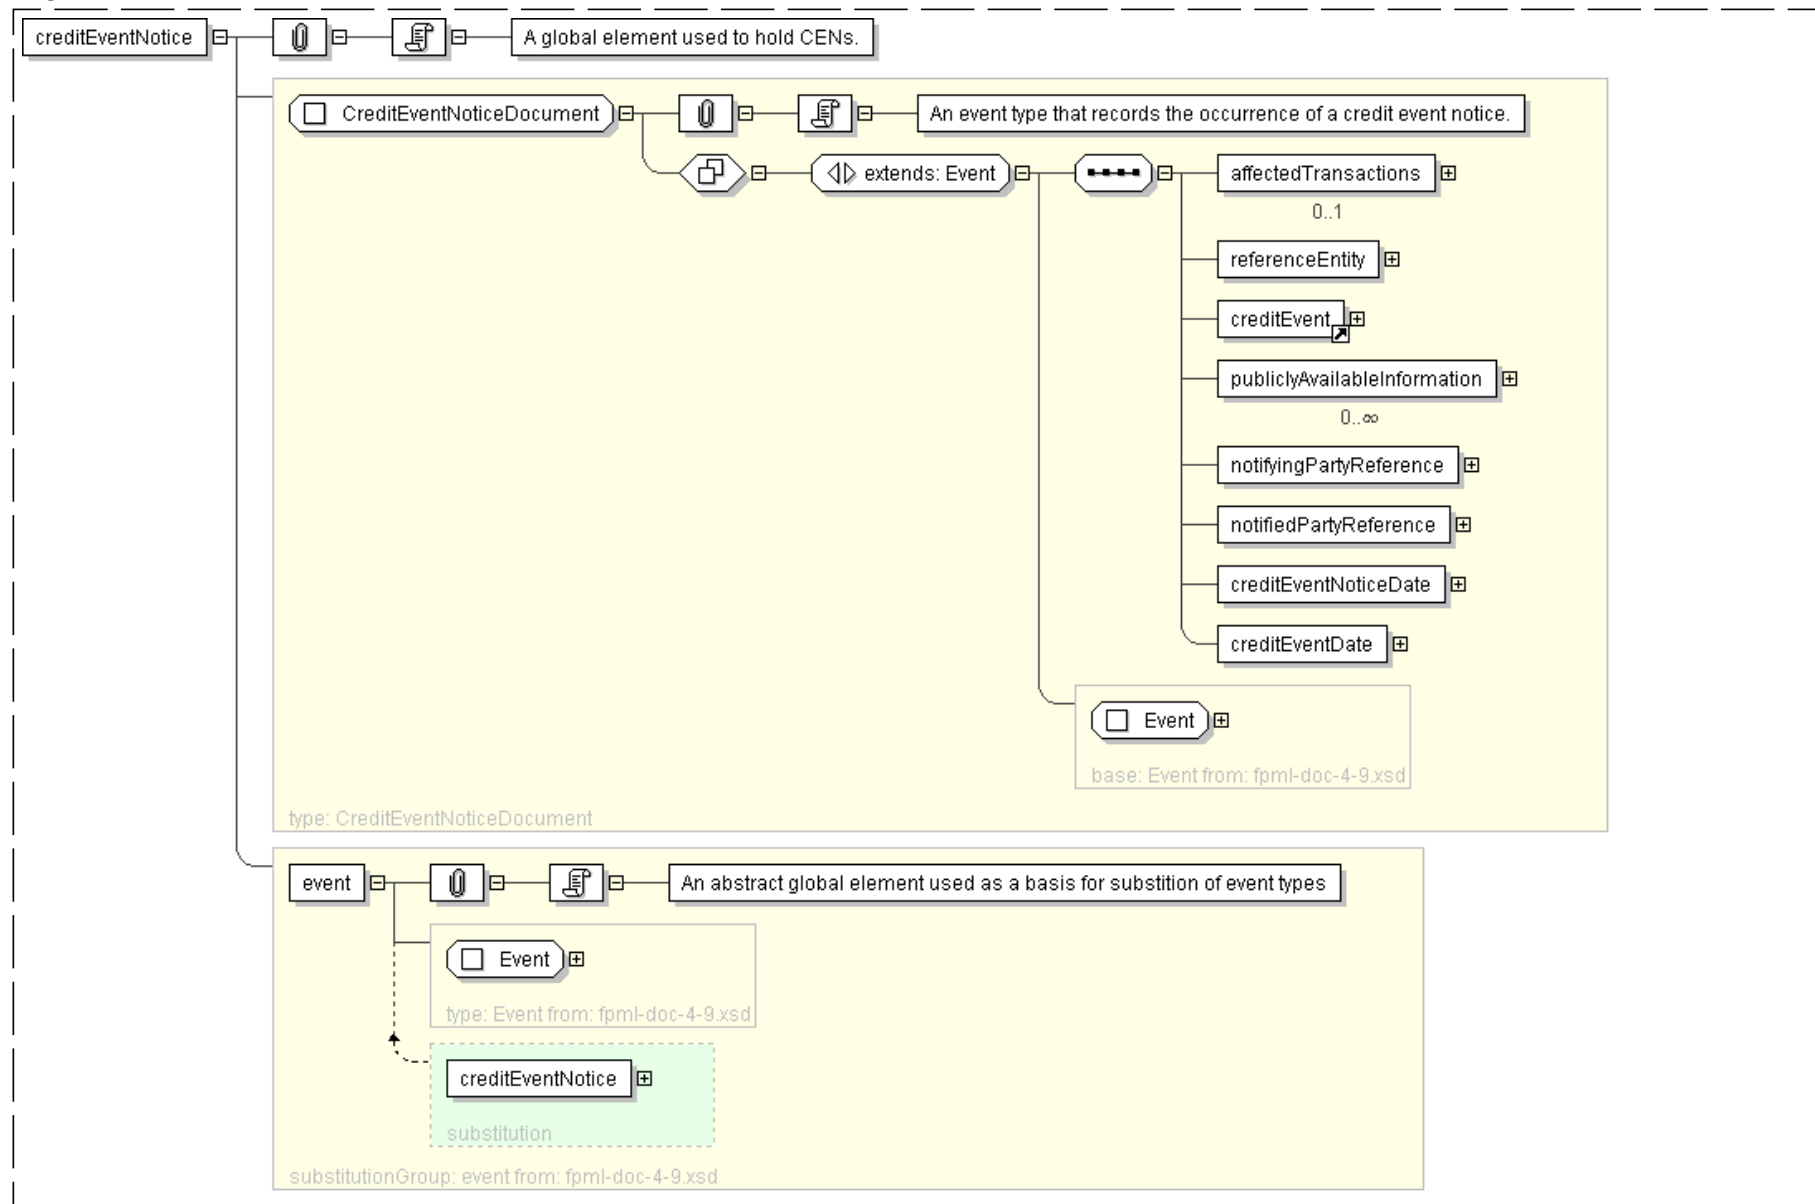 creditEventNotice
A global element used to hold CENs.
CreditEventNoticeDocument
An event type that records the occurrence of a credit event notice.
extends: Event
affectedTransactions
0..1
referenceEntity
creditEvent
publiclyAvailableInformation
0..∞
notifyingPartyReference
notifiedPartyReference
creditEventNoticeDate
creditEventDate
Event
base: Event from: fpml-doc-4-9.xsd
type: CreditEventNoticeDocument
event
An abstract global element used as a basis for substition of event types
Event
type: Event from: fpml-doc-4-9.xsd
creditEventNotice
substitution
substitutionGroup: event from: fpml-doc-4-9.xsd